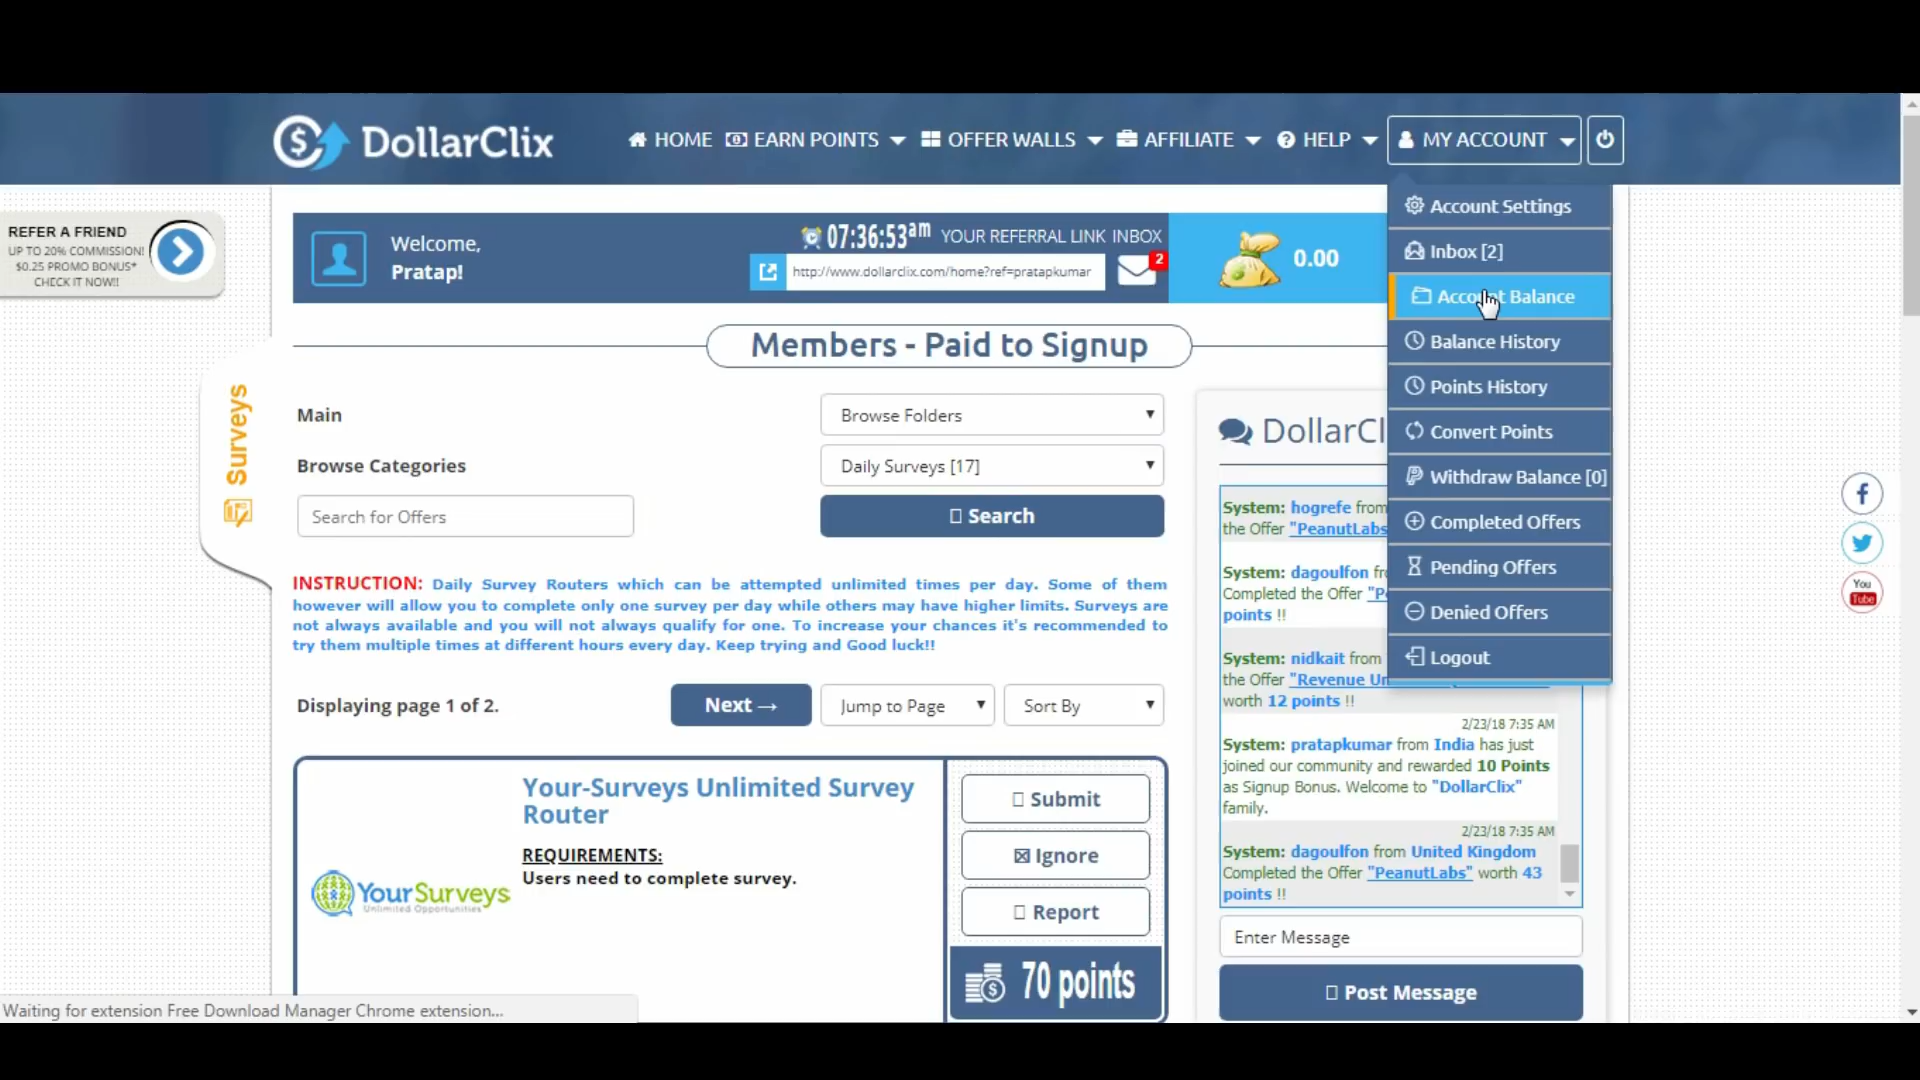 DollarClix
HOME
EARN POINTS
OFFER WALLS
AFFILIATE
HELP
MY ACCOUNT
Account Settings
Inbox [2]
Account Balance
Balance History
Points History
Convert Points
Withdraw Balance [0]
Completed Offers
Pending Offers
Denied Offers
Logout
REFER A FRIEND
UP TO 20% COMMISSION!
$0.25 PROMO BONUS*
CHECK IT NOW!!
Surveys
Welcome,
Pratap!
07:36:53am YOUR REFERRAL LINK INBOX
http://www.dollarclix.com/home?ref=pratapkumar
2
0.00
Members - Paid to Signup
Main
Browse Folders
Browse Categories
Daily Surveys [17]
Search for Offers
Search
INSTRUCTION: Daily Survey Routers which can be attempted unlimited times per day. Some of them
however will allow you to complete only one survey per day while others may have higher limits. Surveys are
not always available and you will not always qualify for one. To increase your chances it's recommended to
try them multiple times at different hours every day. Keep trying and Good luck!!
Displaying page 1 of 2.
Next →
Jump to Page
Sort By
Your-Surveys Unlimited Survey
Router
REQUIREMENTS:
Users need to complete survey.
YourSurveys
Unlimited Opportunities
Submit
Ignore
Report
70 points
DollarCl
System: hogrefe from
the Offer "PeanutLabs
System: dagoulfon fr
Completed the Offer "P
points !!
System: nidkait from
the Offer "Revenue Un
worth 12 points !!
2/23/18 7:35 AM
System: pratapkumar from India has just
joined our community and rewarded 10 Points
as Signup Bonus. Welcome to "DollarClix"
family.
2/23/18 7:35 AM
System: dagoulfon from United Kingdom
Completed the Offer "PeanutLabs" worth 43
points !!
Enter Message
Post Message
You
Tube
Waiting for extension Free Download Manager Chrome extension...